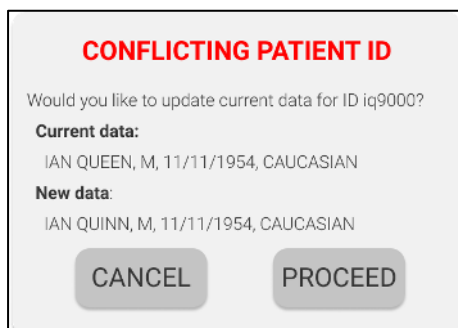 CONFLICTING PATIENT ID
Would you like to update current data for ID iq9000?
Current data:
IAN QUEEN, M, 11/11/1954, CAUCASIAN
New data:
IAN QUINN, M, 11/11/1954, CAUCASIAN
CANCEL PROCEED